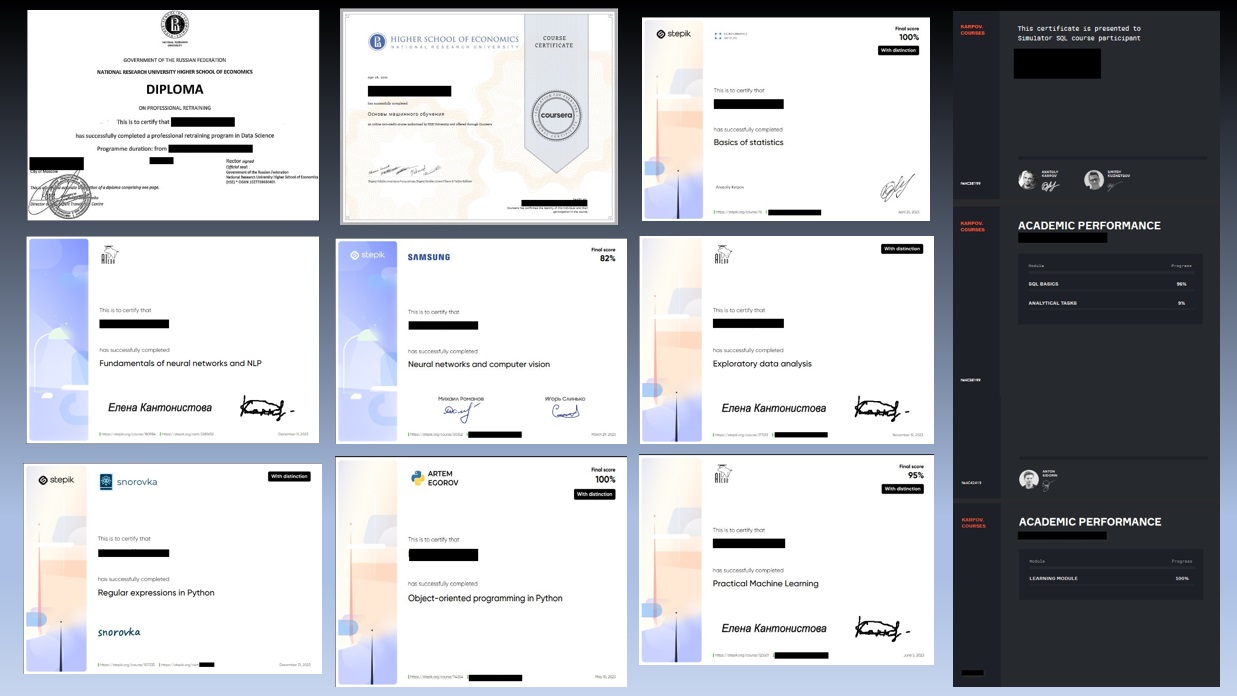 NATIONAL RESEARCH
UNIVERSITY
GOVERNMENT OF THE RUSSIAN FEDERATION
NATIONAL RESEARCH UNIVERSITY HIGHER SCHOOL OF ECONOMICS
DIPLOMA
ON PROFESSIONAL RETRAINING
This is to certify that
has successfully completed a professional retraining program in Data Science
Programme duration: from
City of Moscow
Rector signed
Official seal:
Government of the Russian Federation
National Research University Higher School of Economics
HIGHER SCHOOL OF ECONOMICS
NATIONAL RESEARCH UNIVERSITY
COURSE
CERTIFICATE
has successfully completed
Основы машинного обучения
coursera
stepik
Final score
100%
With distinction
This is to certify that
has successfully completed
Basics of statistics
Anatoliy Karpov
This is to certify that
has successfully completed
Fundamentals of neural networks and NLP
Елена Кантонистова
stepik
SAMSUNG
Final score
82%
This is to certify that
has successfully completed
Neural networks and computer vision
Михаил Романов
Игорь Слинько
With distinction
This is to certify that
has successfully completed
Exploratory data analysis
Елена Кантонистова
stepik
snorovka
With distinction
This is to certify that
has successfully completed
Regular expressions in Python
snorovka
ARTEM
EGOROV
Final score
100%
With distinction
This is to certify that
has successfully completed
Object-oriented programming in Python
Final score
95%
With distinction
This is to certify that
has successfully completed
Practical Machine Learning
Елена Кантонистова
KARPOV.
COURSES
This certificate is presented to
Simulator SQL course participant
ANATOLY
KARPOV
DMITRY
KUZNETSOV
KARPOV.
COURSES
ACADEMIC PERFORMANCE
Module Progress
SQL BASICS 96%
ANALYTICAL TASKS 9%
KARPOV.
COURSES
ACADEMIC PERFORMANCE
Module Progress
LEARNING MODULE 100%